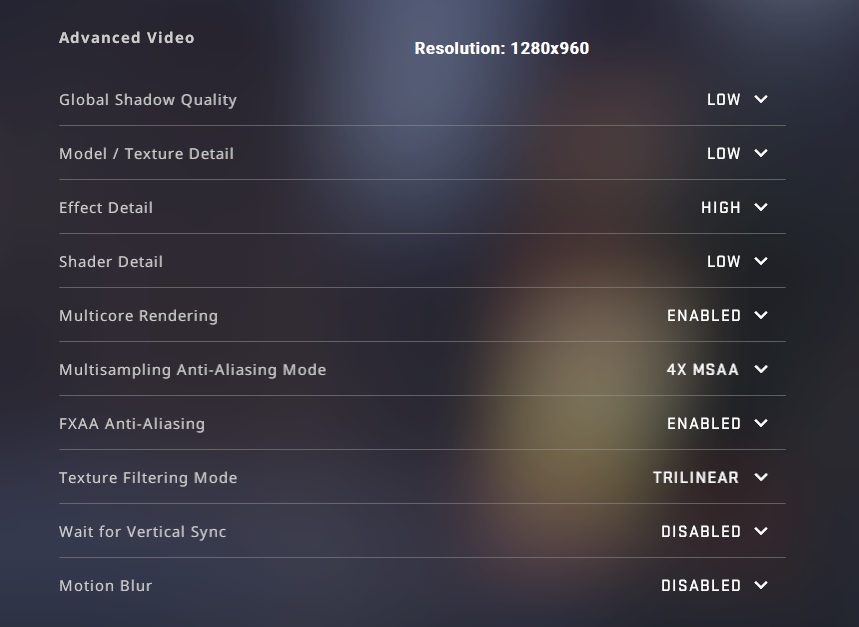 Advanced Video
Resolution: 1280x960
Global Shadow Quality LOW
Model / Texture Detail LOW
Effect Detail HIGH
Shader Detail LOW
Multicore Rendering ENABLED
Multisampling Anti-Aliasing Mode 4X MSAA
FXAA Anti-Aliasing ENABLED
Texture Filtering Mode TRILINEAR
Wait for Vertical Sync DISABLED
Motion Blur DISABLED